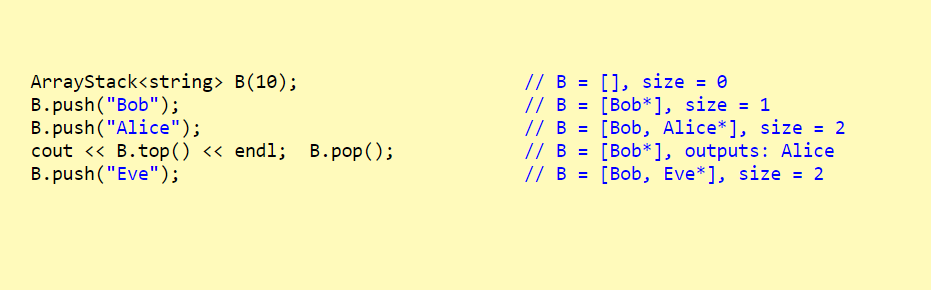 ArrayStack<string> B(10); // B = [], size = 0
B.push("Bob"); // B = [Bob*], size = 1
B.push("Alice"); // B = [Bob, Alice*], size = 2
cout << B.top() << endl; B.pop(); // B = [Bob*], outputs: Alice
B.push("Eve"); // B = [Bob, Eve*], size = 2